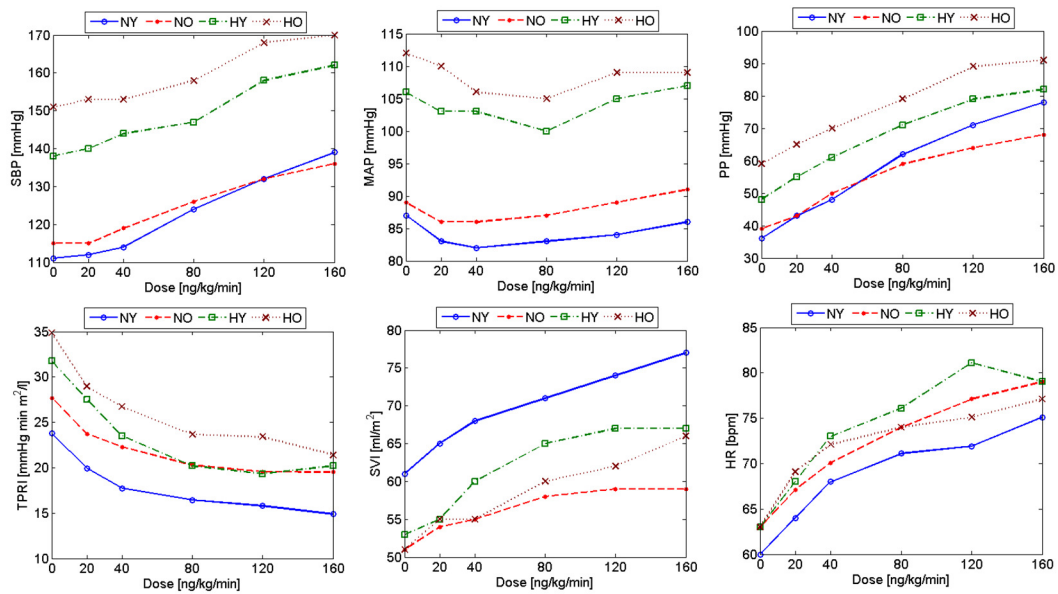 NY NO HY HO
SBP [mmHg]
170
160
150
140
130
120
110
0 20 40 80 120 160
Dose [ng/kg/min]
NY NO HY HO
MAP [mmHg]
115
110
105
100
95
90
85
80
0 20 40 80 120 160
Dose [ng/kg/min]
NY NO HY HO
PP [mmHg]
100
90
80
70
60
50
40
30
0 20 40 80 120 160
Dose [ng/kg/min]
NY NO HY HO
TPRI [mmHg min m²/l]
35
30
25
20
15
10
0 20 40 80 120 160
Dose [ng/kg/min]
NY NO HY HO
SVI [ml/m²]
80
75
70
65
60
55
50
0 20 40 80 120 160
Dose [ng/kg/min]
NY NO HY HO
HR [bpm]
85
80
75
70
65
60
0 20 40 80 120 160
Dose [ng/kg/min]